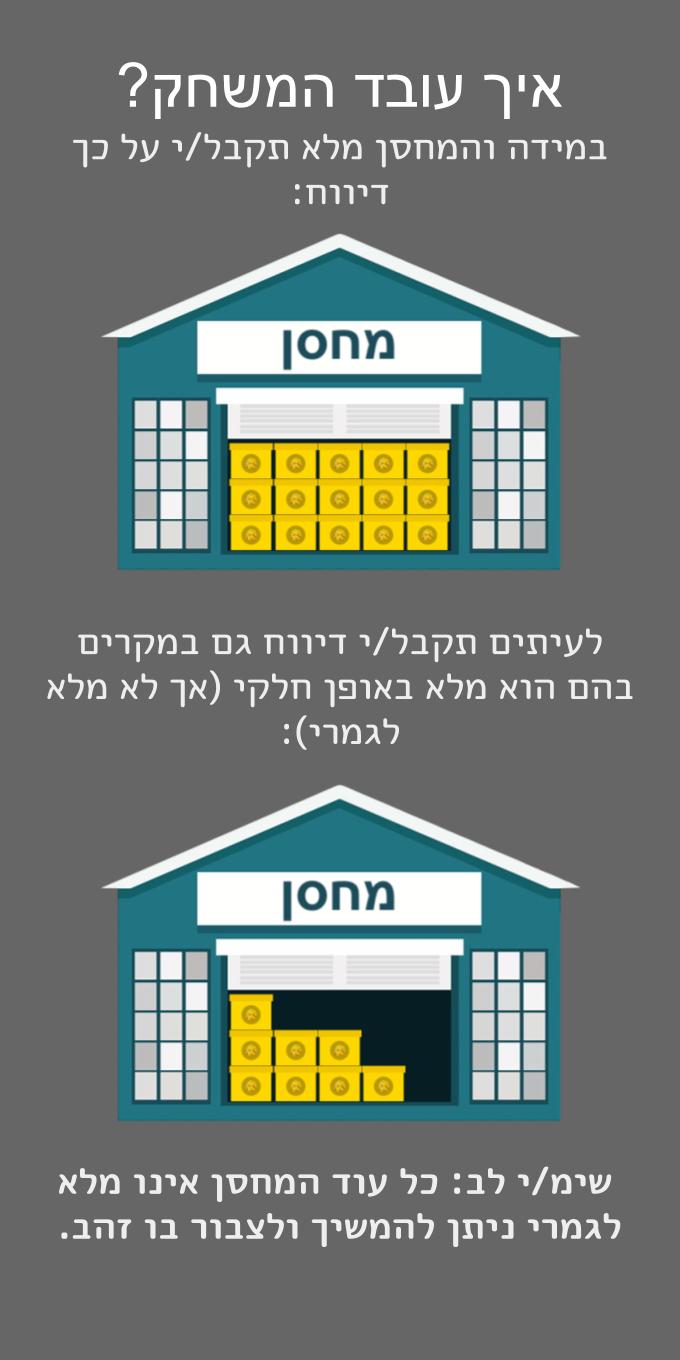 איך עובד המשחק?
במידה והמחסן מלא תקבל/י על כך
דיווח:
מחסן
לעיתים תקבל/י דיווח גם במקרים
בהם הוא מלא באופן חלקי (אך לא מלא
לגמרי):
מחסן
שימ/י לב: כל עוד המחסן אינו מלא
לגמרי ניתן להמשיך ולצבור בו זהב.